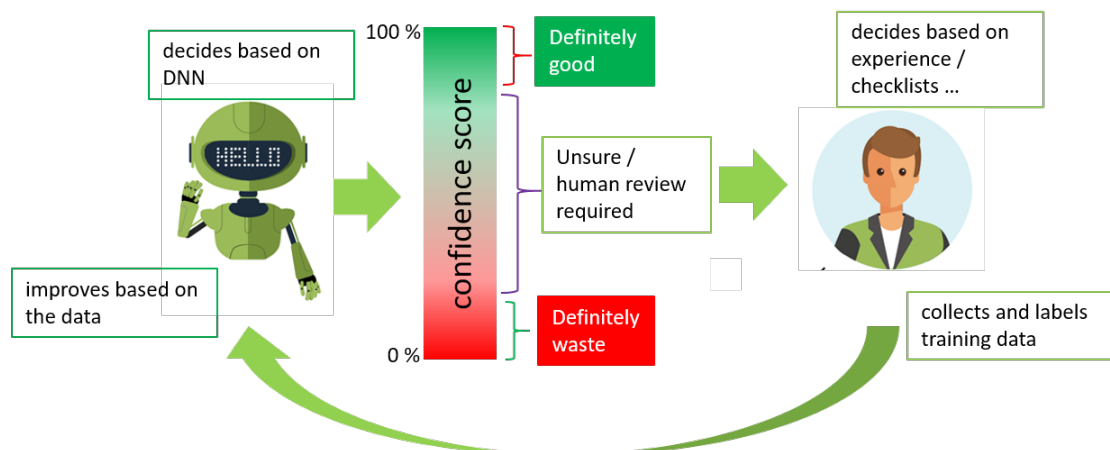 decides based on
DNN
HELLO
improves based on
the data
100 %
confidence score
0 %
Definitely
good
Unsure /
human review
required
Definitely
waste
decides based on
experience /
checklists ...
collects and labels
training data